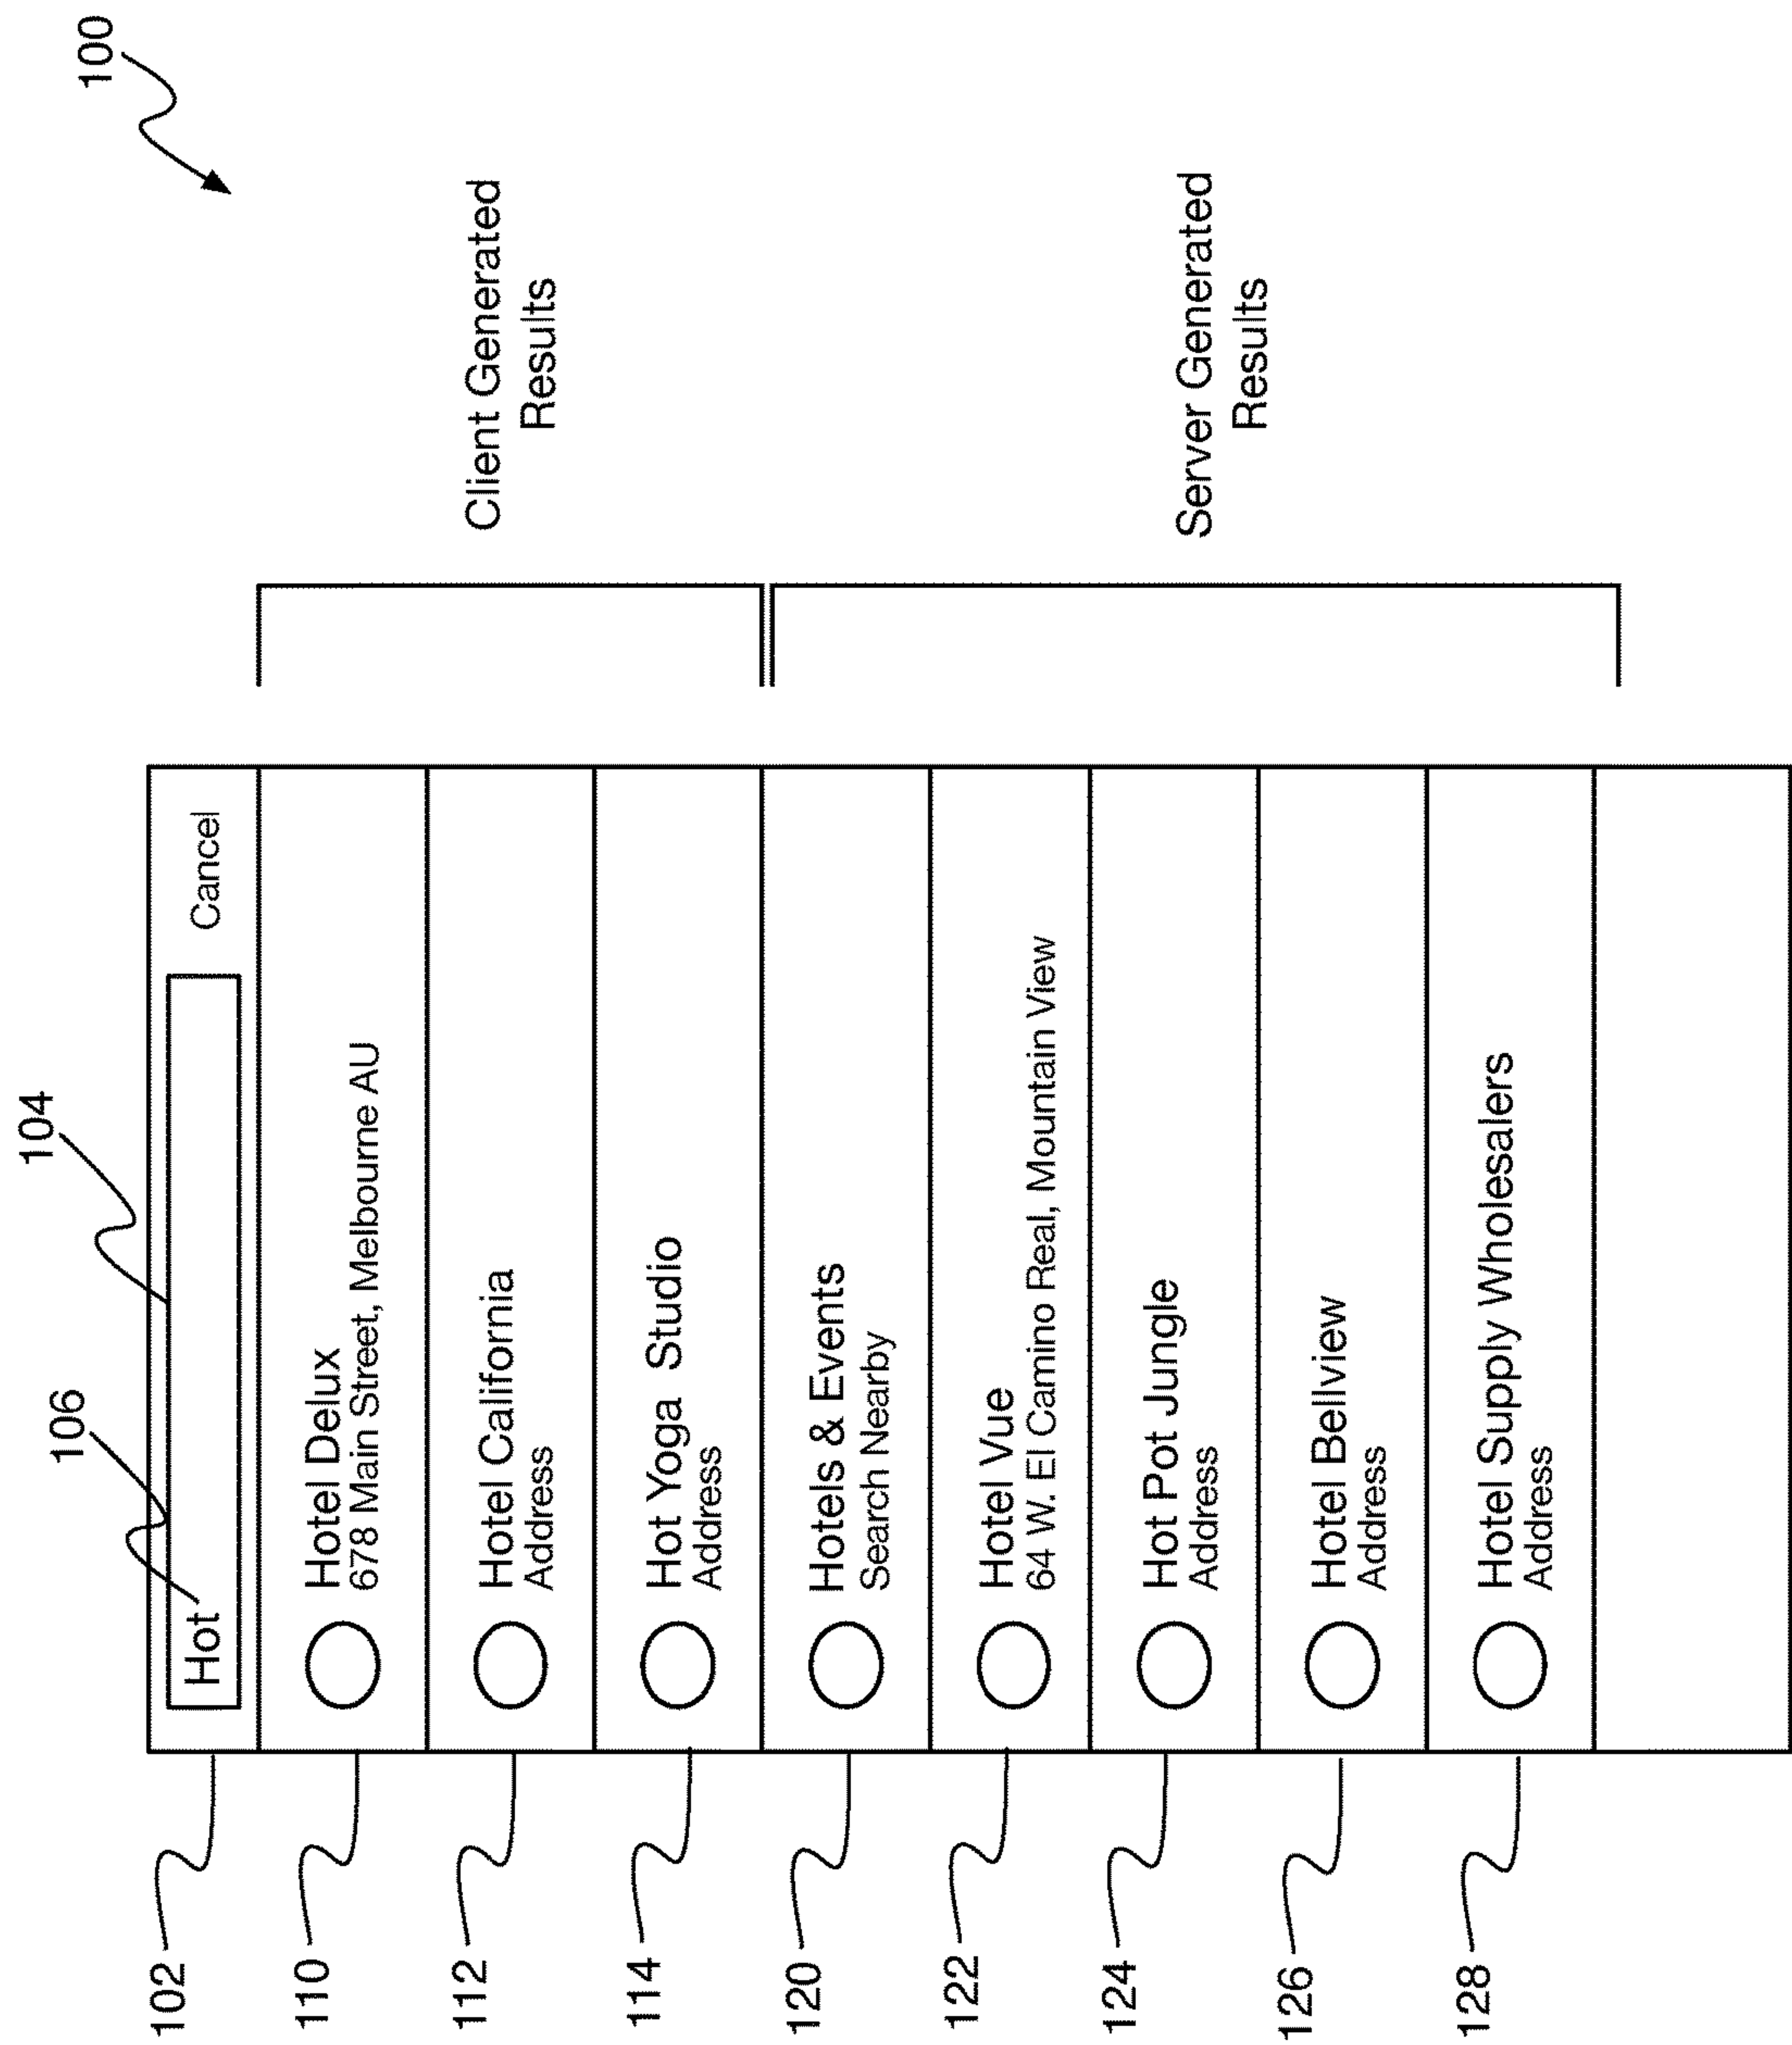 100
104
106
102
Hot
Cancel
110
Hotel Delux
678 Main Street, Melbourne AU
112
Hotel California
Address
114
Hot Yoga Studio
Address
Client Generated
Results
120
Hotels & Events
Search Nearby
122
Hotel Vue
64 W. El Camino Real, Mountain View
124
Hot Pot Jungle
Address
126
Hotel Bellview
Address
128
Hotel Supply Wholesalers
Address
Server Generated
Results